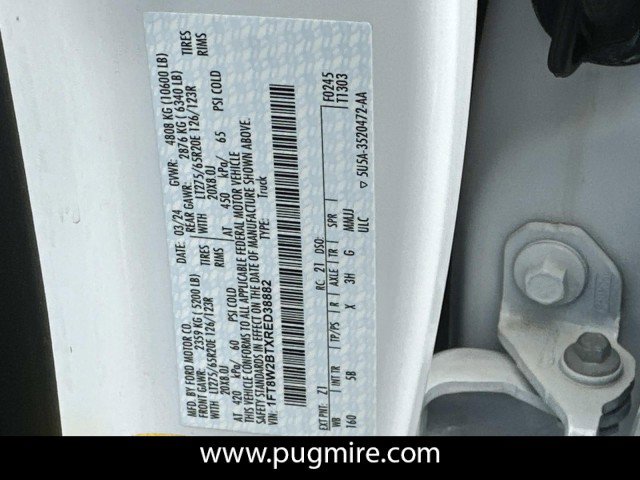 MFD. BY FORD MOTOR CO.
DATE: 03/24 GVWR: 4808 KG (10600 LB)
FRONT GAWR: 2359 KG (5200 LB) REAR GAWR: 2876 KG (6340 LB)
WITH LT275/65R20E 126/123R TIRES WITH LT275/65R20E 126/123R TIRES
20X8.0J RIMS 20X8.0J RIMS
AT 420 kPa/ 60 PSI COLD AT 450 kPa/ 65 PSI COLD
THIS VEHICLE CONFORMS TO ALL APPLICABLE FEDERAL MOTOR VEHICLE
SAFETY STANDARDS IN EFFECT ON THE DATE OF MANUFACTURE SHOWN ABOVE.
VIN: 1FT8W2BTXRED38882 TYPE: Truck
F0245
T1303
EXT PNT: Z1 RC: 21 DSO:
WB INT TR TP/PS R AXLE TR SPR
160 5B X 3H G MMJJ
ULC ▽ 5U5A-3520472-AA
www.pugmire.com